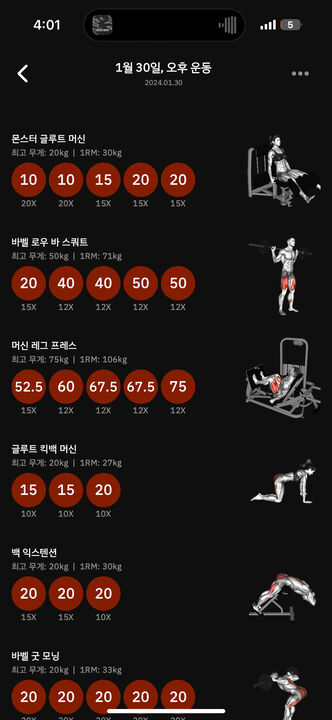 4:01
5
1월 30일, 오후 운동
2024.01.30
몬스터 글루트 머신
최고 무게: 20kg | 1RM: 30kg
10 10 15 20 20
20X 20X 15X 15X 15X
바벨 로우 바 스쿼트
최고 무게: 50kg | 1RM: 71kg
20 40 40 50 50
15X 12X 12X 12X 12X
머신 레그 프레스
최고 무게: 75kg | 1RM: 106kg
52.5 60 67.5 67.5 75
15X 12X 12X 12X 12X
글루트 킥백 머신
최고 무게: 20kg | 1RM: 27kg
15 15 20
10X 10X 10X
백 익스텐션
최고 무게: 20kg | 1RM: 30kg
20 20 20
15X 15X 10X
바벨 굿 모닝
최고 무게: 20kg | 1RM: 33kg
20 20 20 20 20